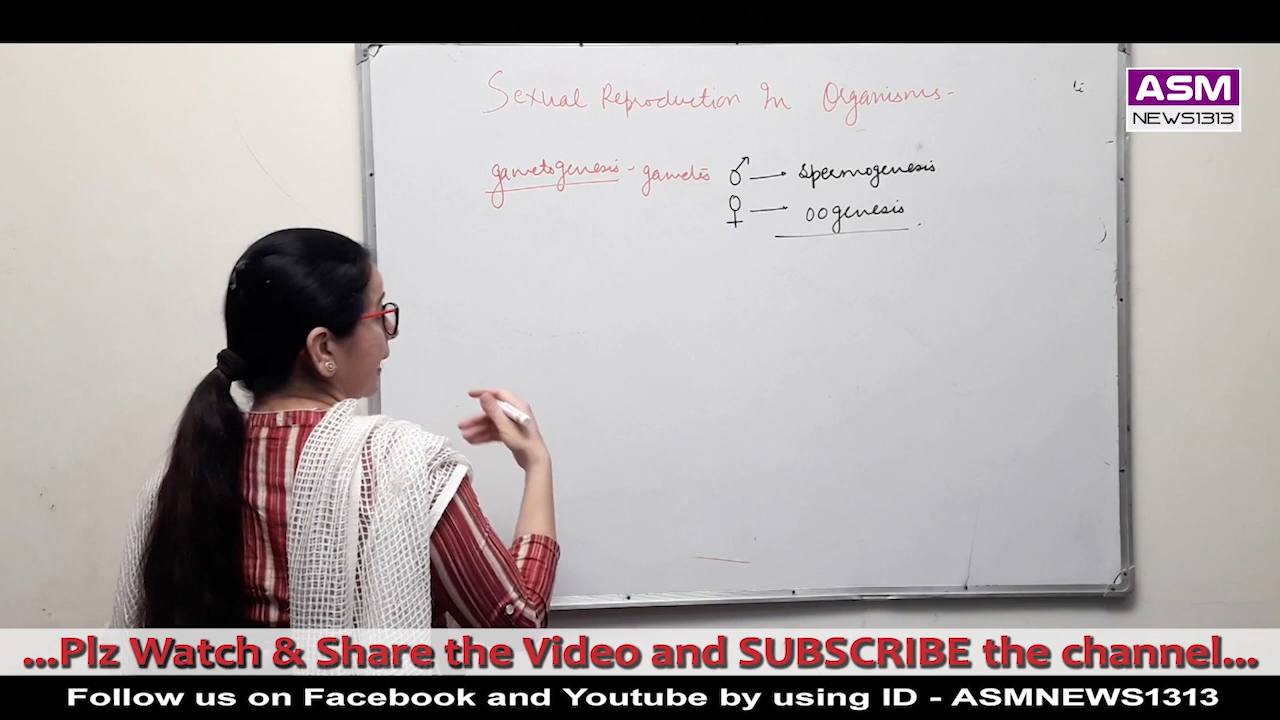 Sexual Reproduction In Organisms-
gametogenesis - gametes ♂ → spermogenesis
♀ → oogenesis
ASM
NEWS1313
...Plz Watch & Share the Video and SUBSCRIBE the channel...
Follow us on Facebook and Youtube by using ID - ASMNEWS1313